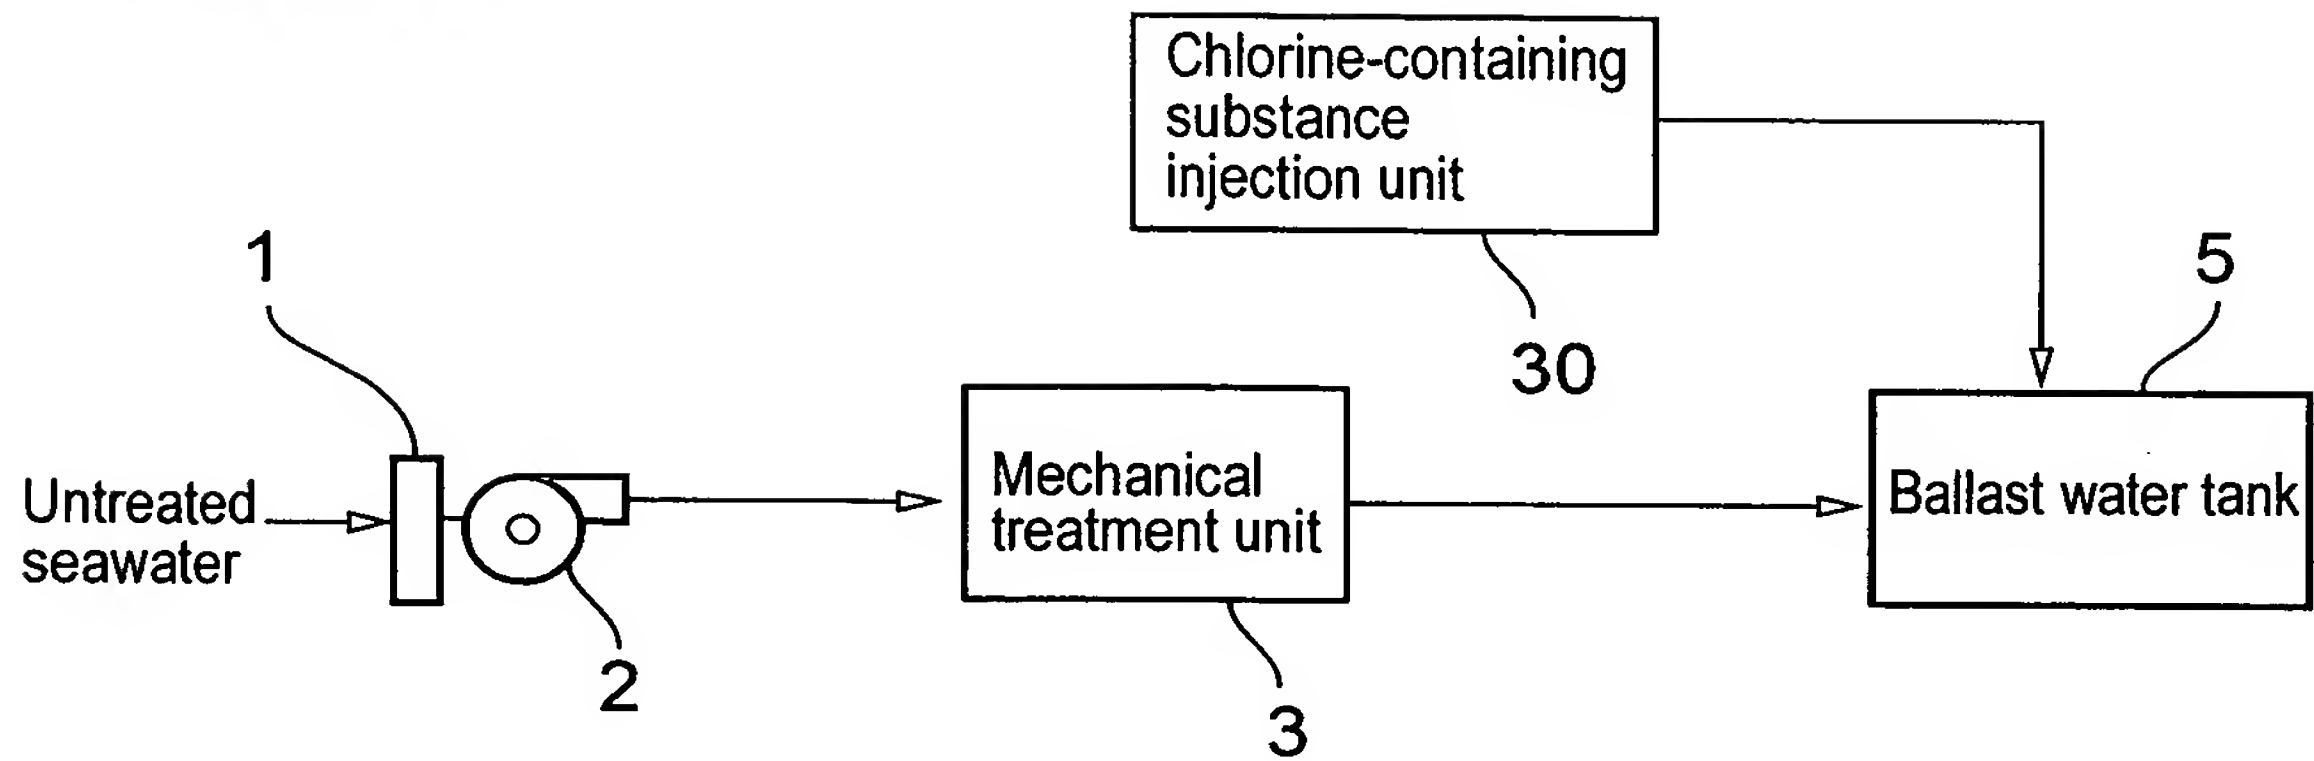 Chlorine-containing
substance
injection unit
1
5
30
Untreated
seawater
Mechanical
treatment unit
Ballast water tank
2
3